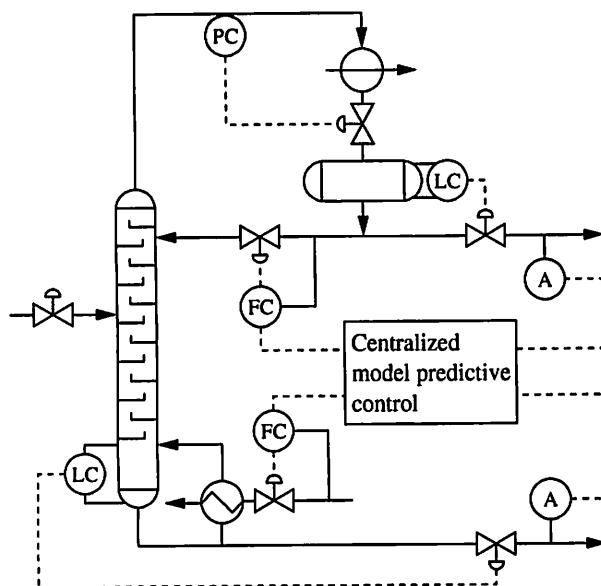 PC
LC
A
FC
Centralized
model predictive
control
FC
LC
A